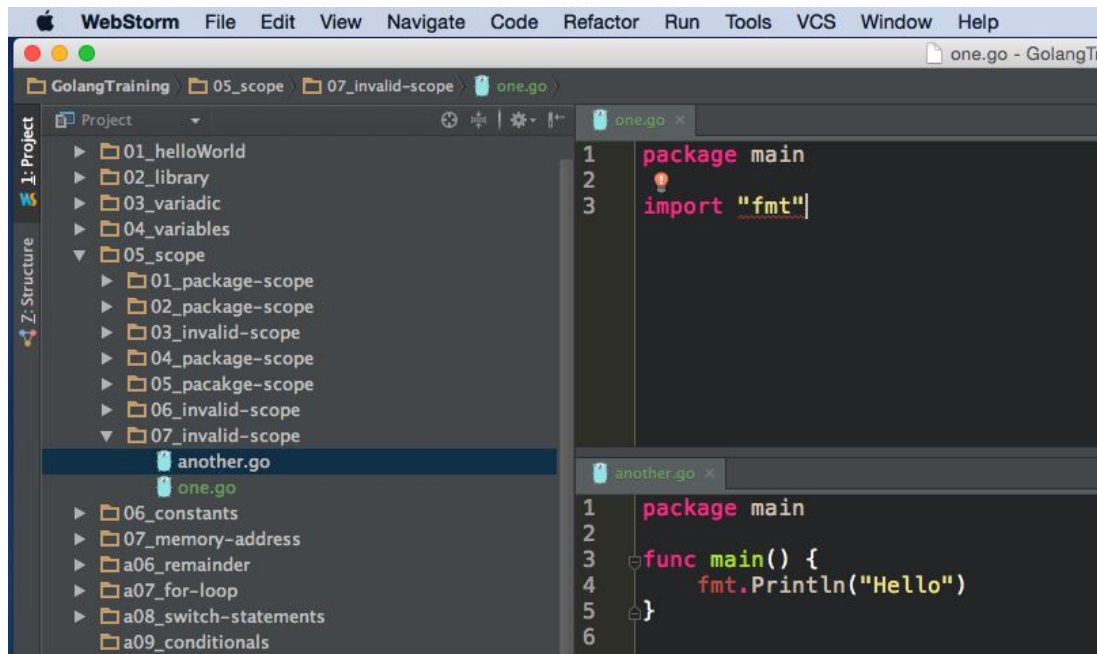 WebStorm File Edit View Navigate Code Refactor Run Tools VCS Window Help
one.go - GolangTr
GolangTraining 05_scope 07_invalid-scope one.go
1: Project
WS
Z: Structure
Project
01_helloWorld
02_library
03_variadic
04_variables
05_scope
01_package-scope
02_package-scope
03_invalid-scope
04_package-scope
05_pacakge-scope
06_invalid-scope
07_invalid-scope
another.go
one.go
06_constants
07_memory-address
a06_remainder
a07_for-loop
a08_switch-statements
a09_conditionals
one.go
1 package main
2
3 import "fmt"
another.go
1 package main
2
3 func main() {
4 fmt.Println("Hello")
5 }
6